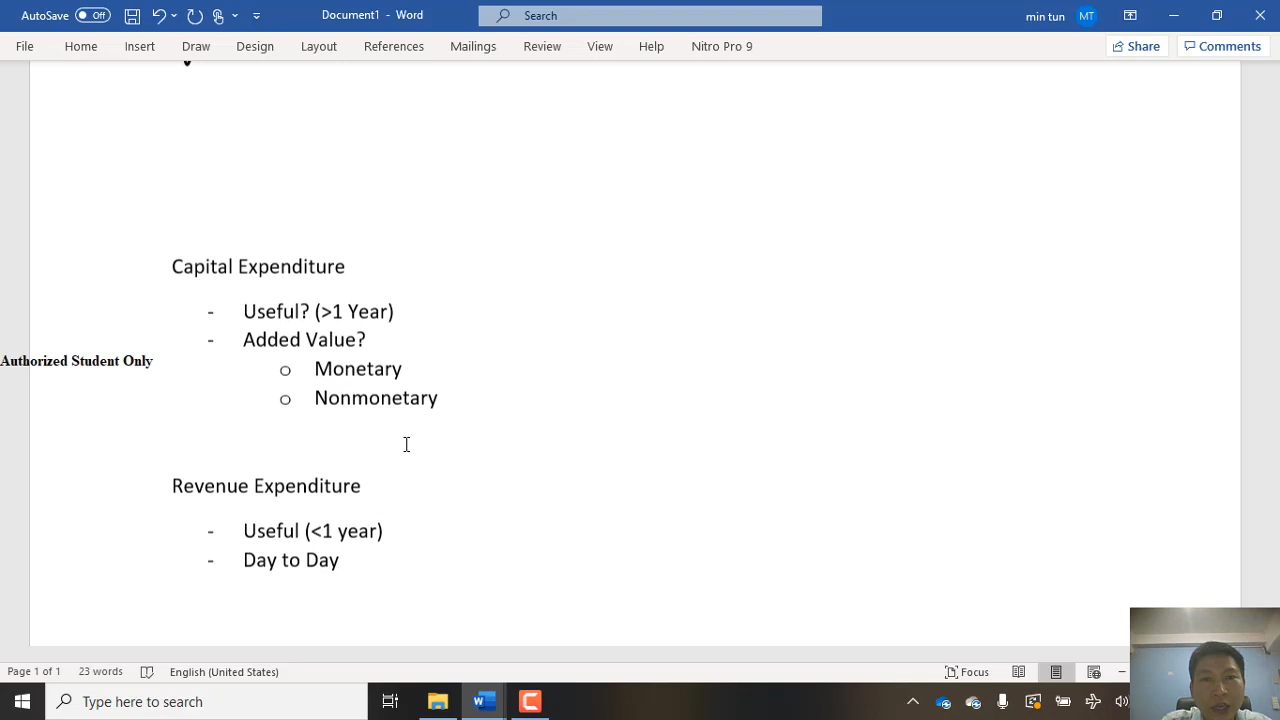 AutoSave Off Document1 - Word Search min tun MT
File Home Insert Draw Design Layout References Mailings Review View Help Nitro Pro 9 Share Comments
Capital Expenditure
- Useful? (>1 Year)
- Added Value?
o Monetary
Authorized Student Only
o Nonmonetary
Revenue Expenditure
- Useful (<1 year)
- Day to Day
Page 1 of 1 23 words English (United States) Focus
Type here to search